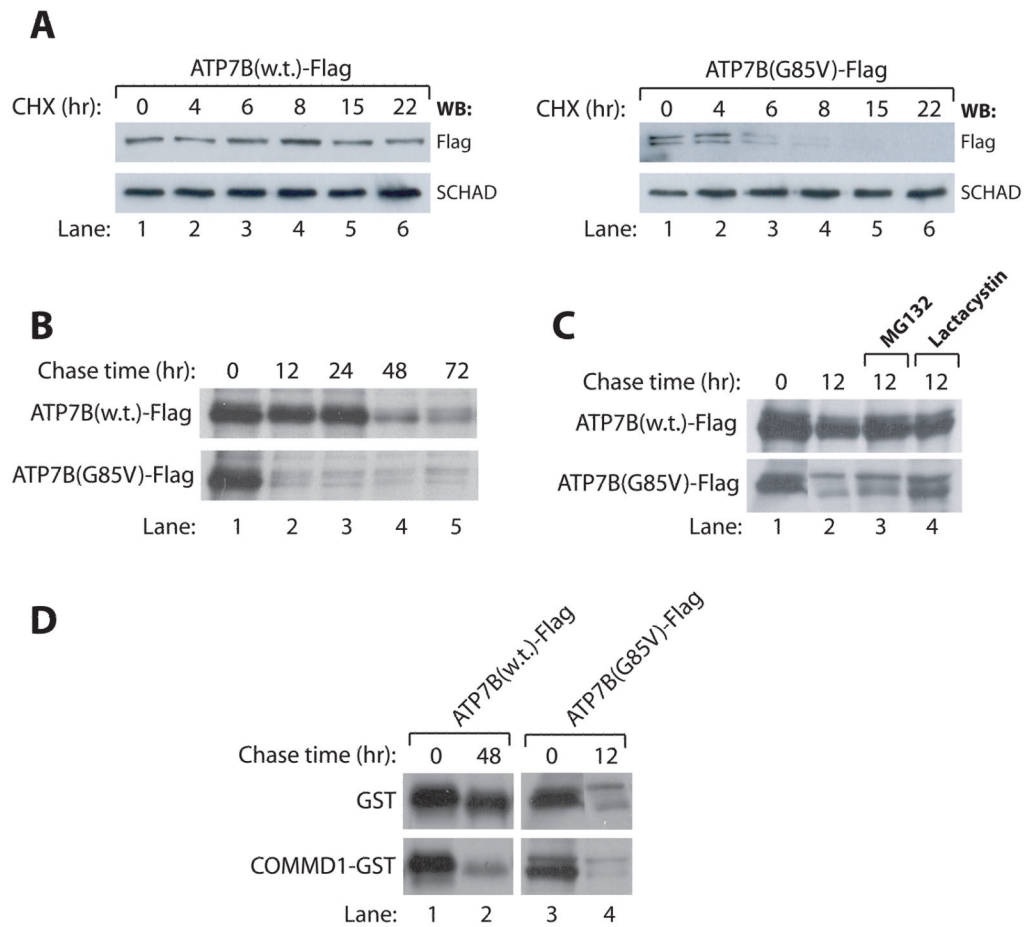 A
ATP7B(w.t.)-Flag
CHX (hr): 0 4 6 8 15 22 WB:
Flag
SCHAD
Lane: 1 2 3 4 5 6
ATP7B(G85V)-Flag
CHX (hr): 0 4 6 8 15 22 WB:
Flag
SCHAD
Lane: 1 2 3 4 5 6
B
Chase time (hr): 0 12 24 48 72
ATP7B(w.t.)-Flag
ATP7B(G85V)-Flag
Lane: 1 2 3 4 5
C
MG132
Lactacystin
Chase time (hr): 0 12 12 12
ATP7B(w.t.)-Flag
ATP7B(G85V)-Flag
Lane: 1 2 3 4
D
ATP7B(w.t.)-Flag
ATP7B(G85V)-Flag
Chase time (hr): 0 48 0 12
GST
COMMD1-GST
Lane: 1 2 3 4